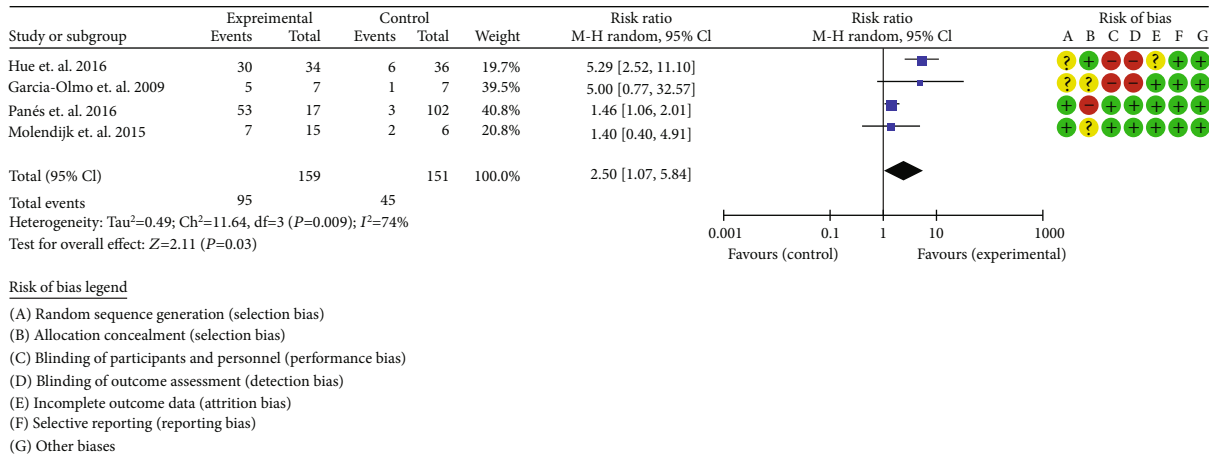 Expreimental Control Risk ratio Risk ratio Risk of bias
Study or subgroup Events Total Events Total Weight M-H random, 95% Cl M-H random, 95% Cl A B C D E F G
Hue et. al. 2016 30 34 6 36 19.7% 5.29 [2.52, 11.10] ? + − − ? + +
Garcia-Olmo et. al. 2009 5 7 1 7 39.5% 5.00 [0.77, 32.57] ? ? − − + + +
Panés et. al. 2016 53 17 3 102 40.8% 1.46 [1.06, 2.01] + − + + + + +
Molendijk et. al. 2015 7 15 2 6 20.8% 1.40 [0.40, 4.91] + ? + + + + +
Total (95% Cl) 159 151 100.0% 2.50 [1.07, 5.84]
Total events 95 45
Heterogeneity: Tau²=0.49; Ch²=11.64, df=3 (P=0.009); I²=74%
Test for overall effect: Z=2.11 (P=0.03)
0.001 0.1 1 10 1000
Favours (control) Favours (experimental)
Risk of bias legend
(A) Random sequence generation (selection bias)
(B) Allocation concealment (selection bias)
(C) Blinding of participants and personnel (performance bias)
(D) Blinding of outcome assessment (detection bias)
(E) Incomplete outcome data (attrition bias)
(F) Selective reporting (reporting bias)
(G) Other biases